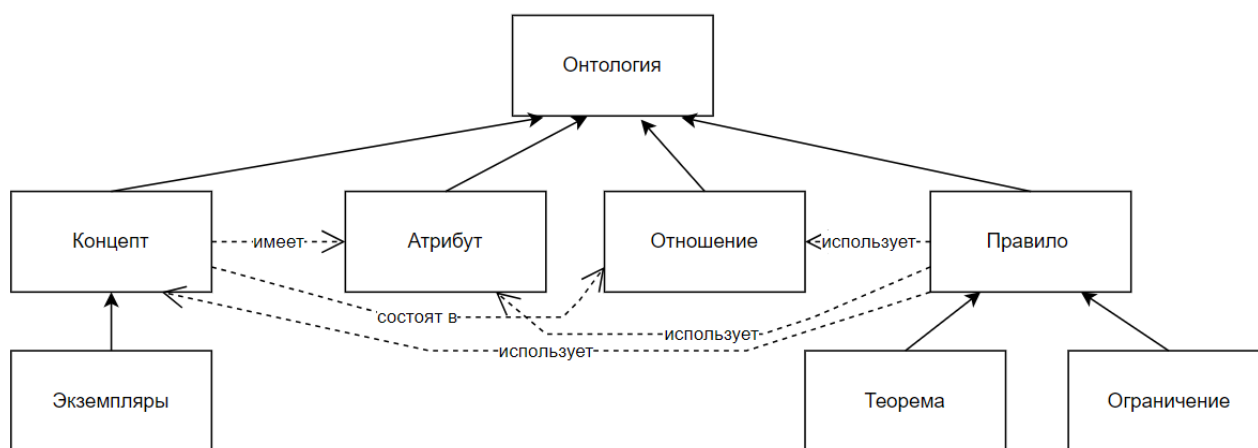 Онтология
Концепт
имеет
Атрибут
Отношение
использует
Правило
состоят в
использует
использует
Экземпляры
Теорема
Ограничение